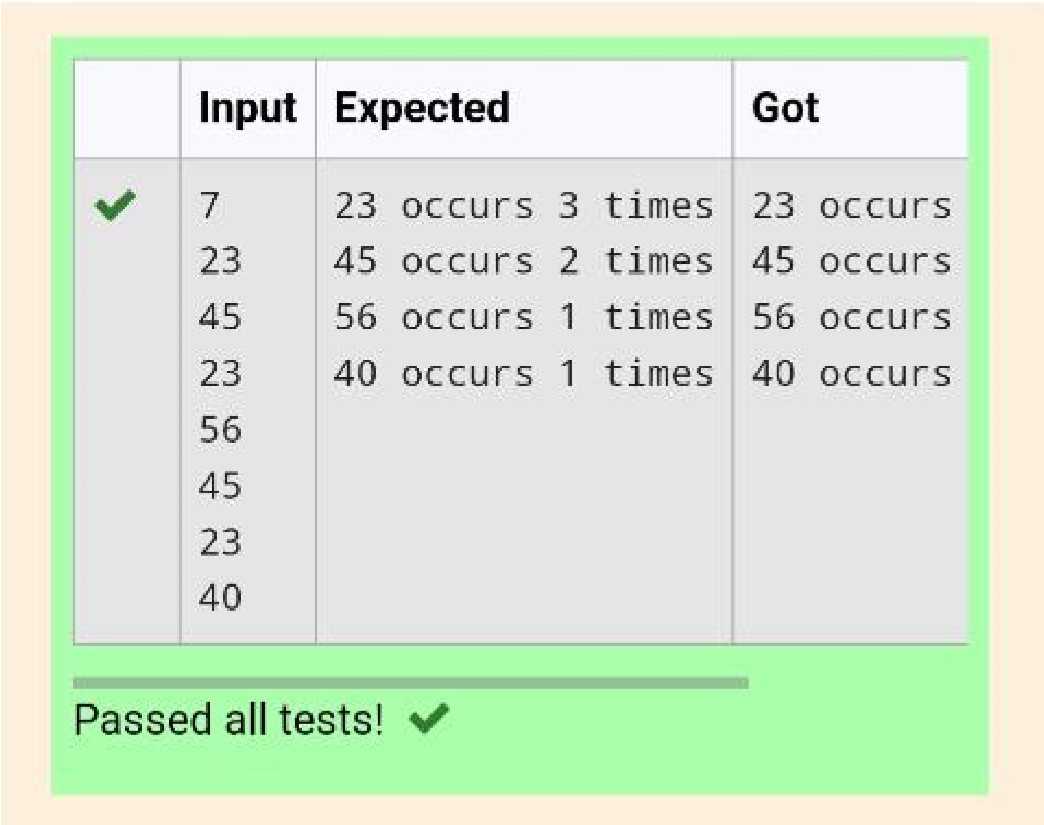 Input Expected Got
7 23 occurs 3 times 23 occurs
23 45 occurs 2 times 45 occurs
45 56 occurs 1 times 56 occurs
23 40 occurs 1 times 40 occurs
56
45
23
40
Passed all tests!